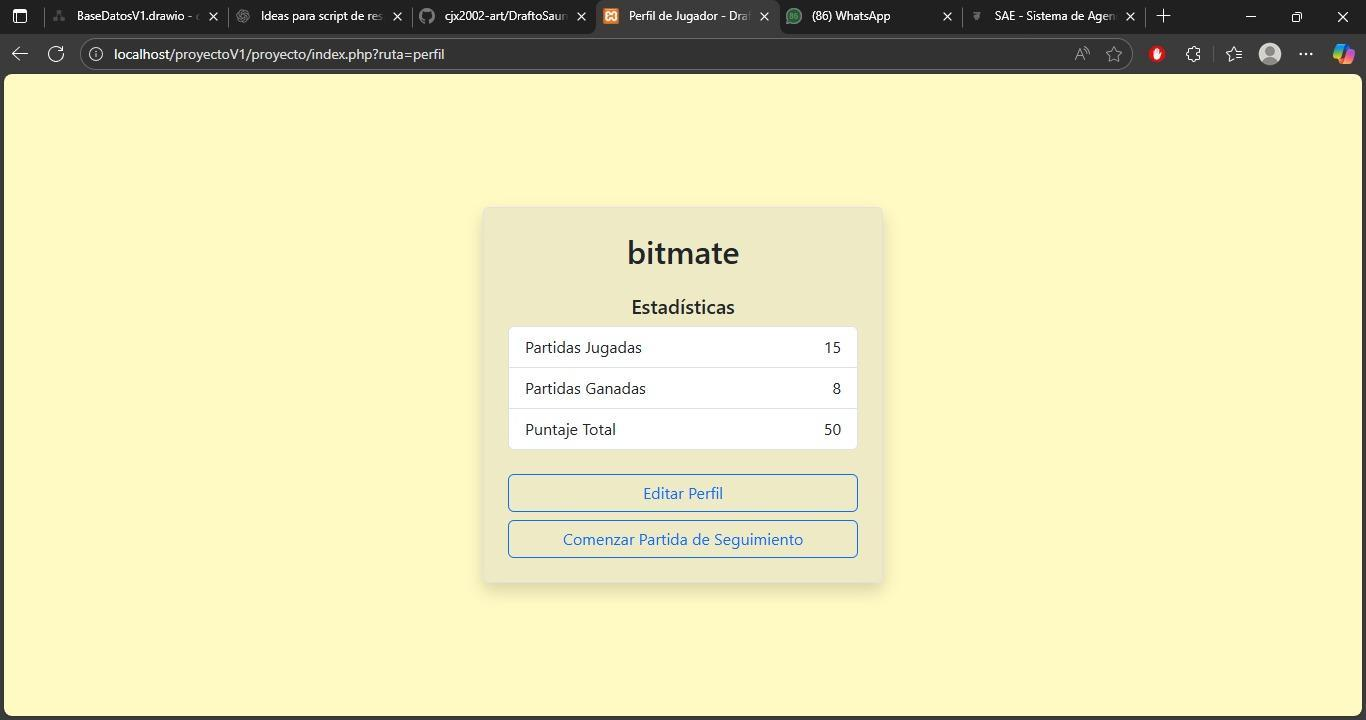 BaseDatosV1.drawio -
Ideas para script de res
cjx2002-art/DraftoSaur
Perfil de Jugador - Dra
86
(86) WhatsApp
SAE - Sistema de Agen
localhost/proyectoV1/proyecto/index.php?ruta=perfil
bitmate
Estadísticas
Partidas Jugadas 15
Partidas Ganadas 8
Puntaje Total 50
Editar Perfil
Comenzar Partida de Seguimiento